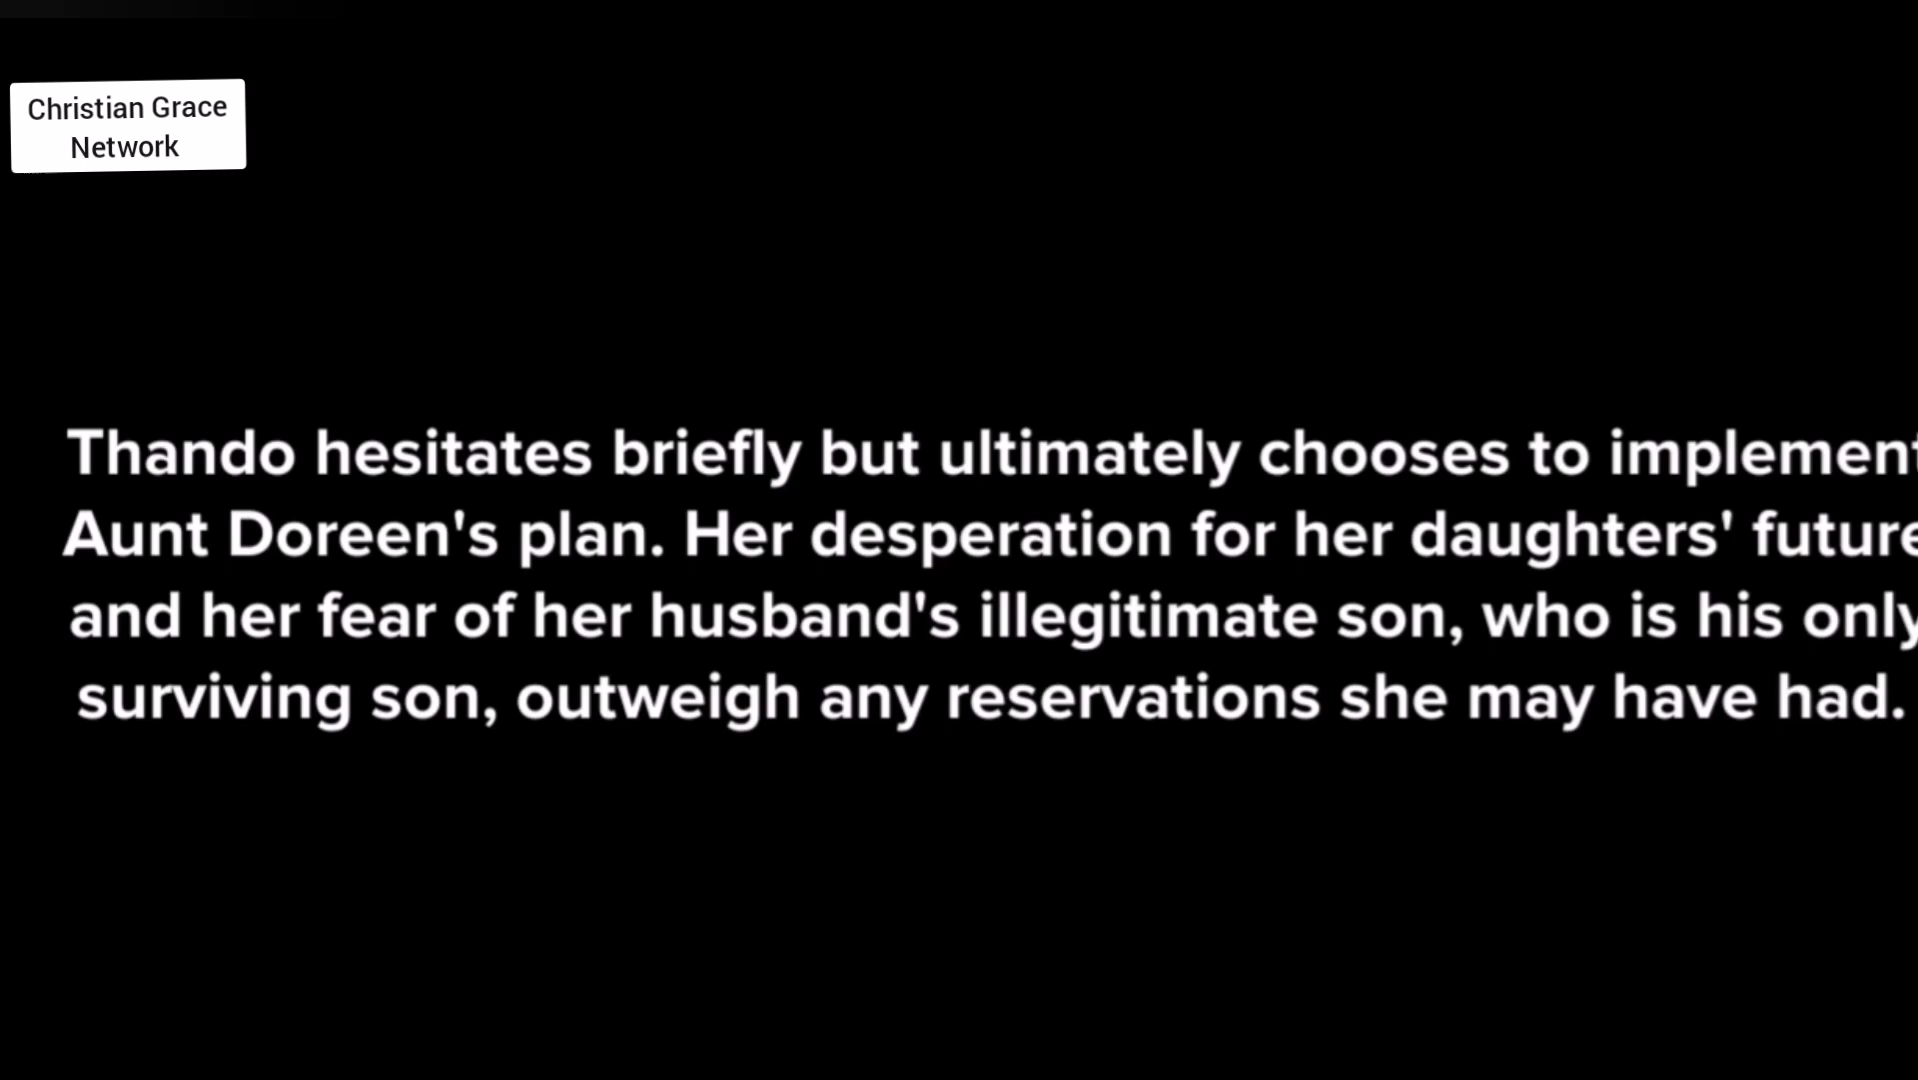 Christian Grace
Network
Thando hesitates briefly but ultimately chooses to implement
Aunt Doreen's plan. Her desperation for her daughters' future
and her fear of her husband's illegitimate son, who is his only
surviving son, outweigh any reservations she may have had.